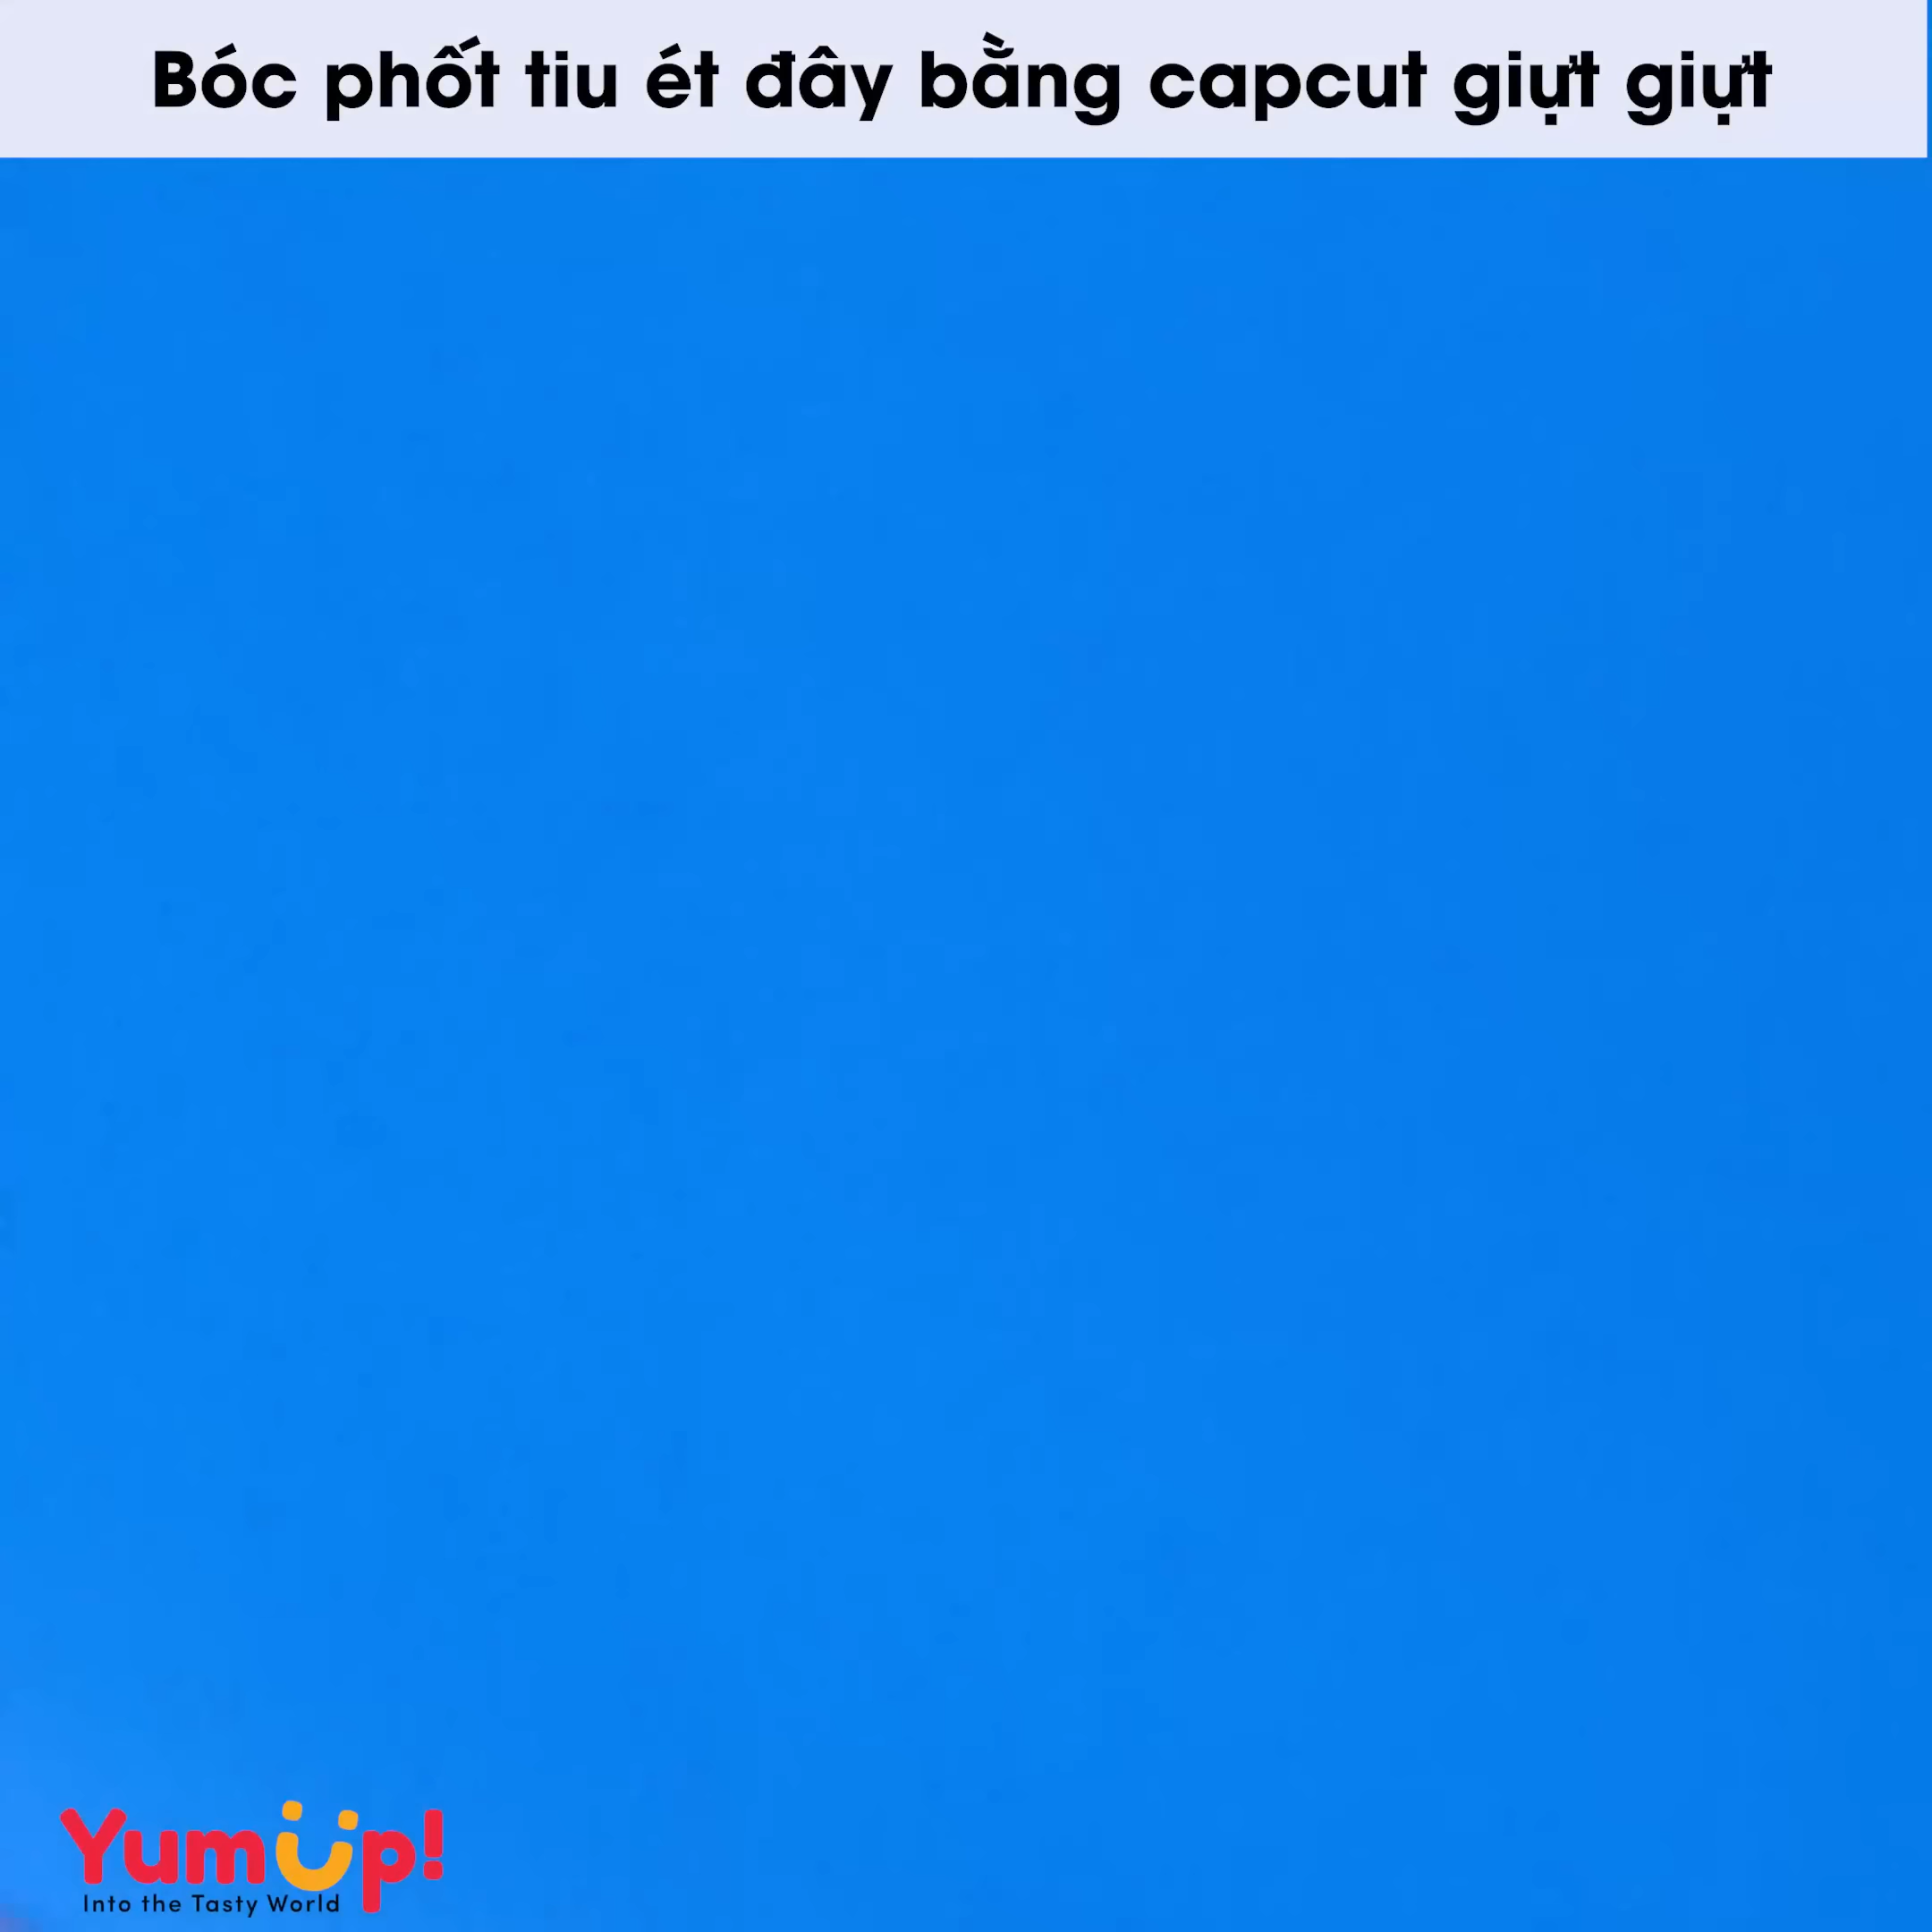 Bóc phốt tiu ét đây bằng capcut giựt giựt
YumUp!
Into the Tasty World